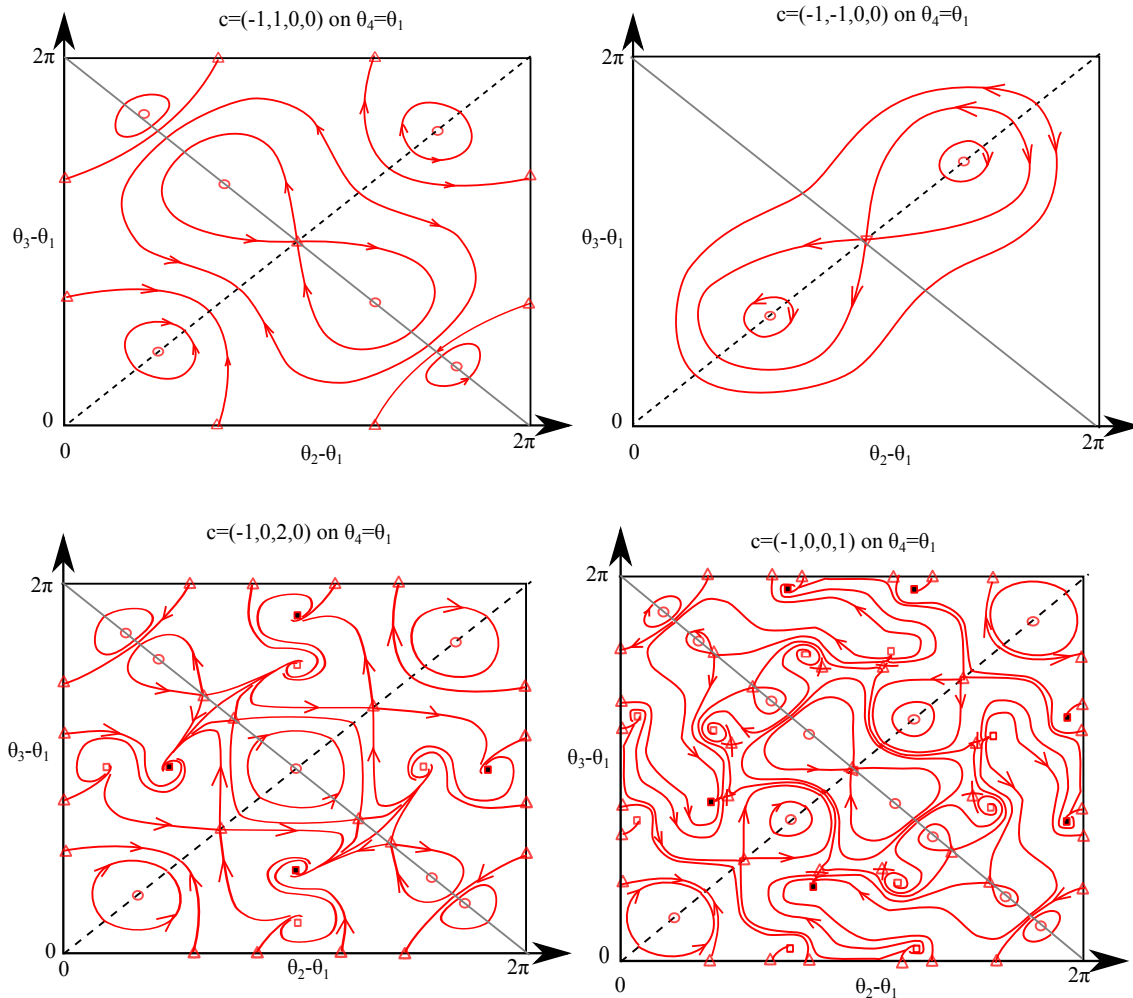 c=(-1,1,0,0) on θ₄=θ₁
2π
θ₃-θ₁
0
0
θ₂-θ₁
2π
c=(-1,-1,0,0) on θ₄=θ₁
2π
θ₃-θ₁
0
0
θ₂-θ₁
2π
c=(-1,0,2,0) on θ₄=θ₁
2π
θ₃-θ₁
0
0
θ₂-θ₁
2π
c=(-1,0,0,1) on θ₄=θ₁
2π
θ₃-θ₁
0
0
θ₂-θ₁
2π